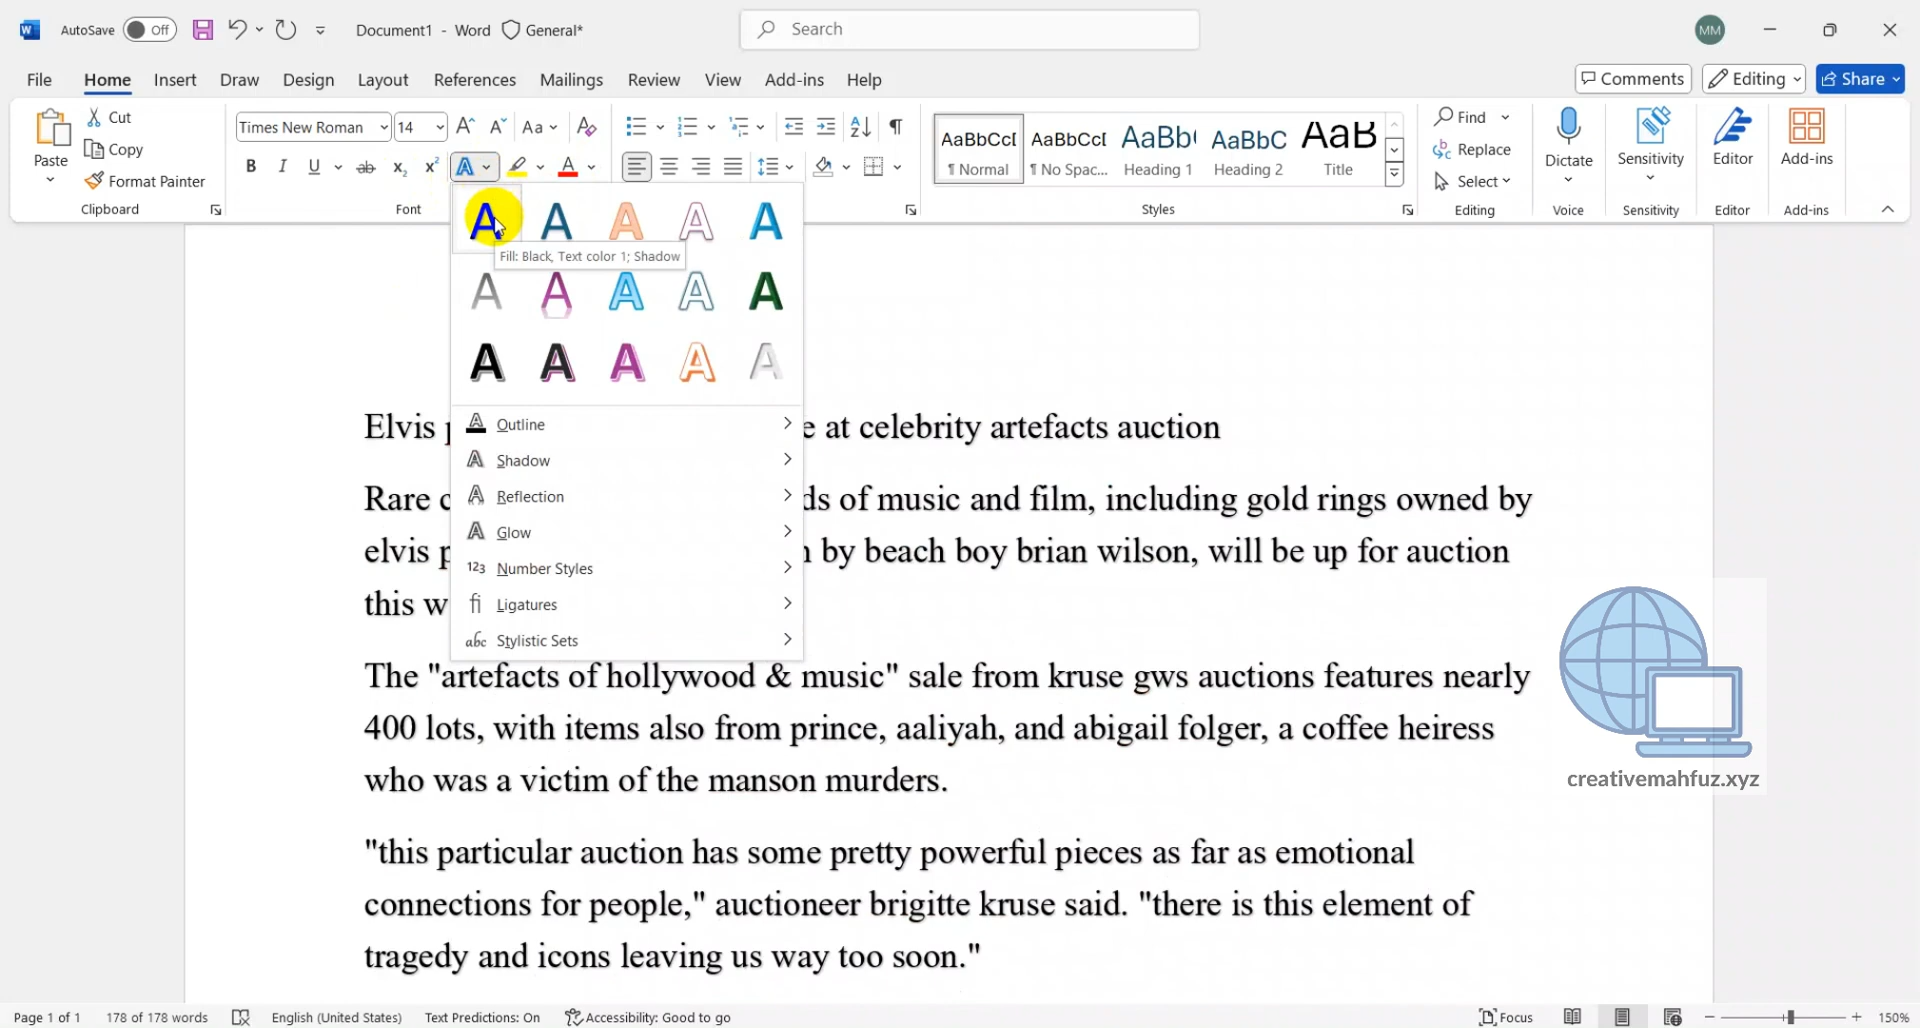 AutoSave Off Document1 - Word General* Search MM
File Home Insert Draw Design Layout References Mailings Review View Add-ins Help Comments Editing Share
Paste Cut Copy Format Painter Clipboard
Times New Roman 14 Aa
B I U ab x₂ x² A A
Font
AaBbCcI AaBbCcI AaBb( AaBbC AaB
¶ Normal ¶ No Spac... Heading 1 Heading 2 Title
Styles
Find Replace Select Editing
Dictate Voice
Sensitivity Sensitivity
Editor Editor
Add-ins Add-ins
A A A A A
Fill: Black, Text color 1; Shadow
A A A A A
A A A A A
Outline
Shadow
Reflection
Glow
123 Number Styles
fi Ligatures
abc Stylistic Sets
Elvis at celebrity artefacts auction
Rare of music and film, including gold rings owned by
elvis by beach boy brian wilson, will be up for auction
this
The "artefacts of hollywood & music" sale from kruse gws auctions features nearly
400 lots, with items also from prince, aaliyah, and abigail folger, a coffee heiress
who was a victim of the manson murders.
"this particular auction has some pretty powerful pieces as far as emotional
connections for people," auctioneer brigitte kruse said. "there is this element of
tragedy and icons leaving us way too soon."
creativemahfuz.xyz
Page 1 of 1 178 of 178 words English (United States) Text Predictions: On Accessibility: Good to go Focus 150%